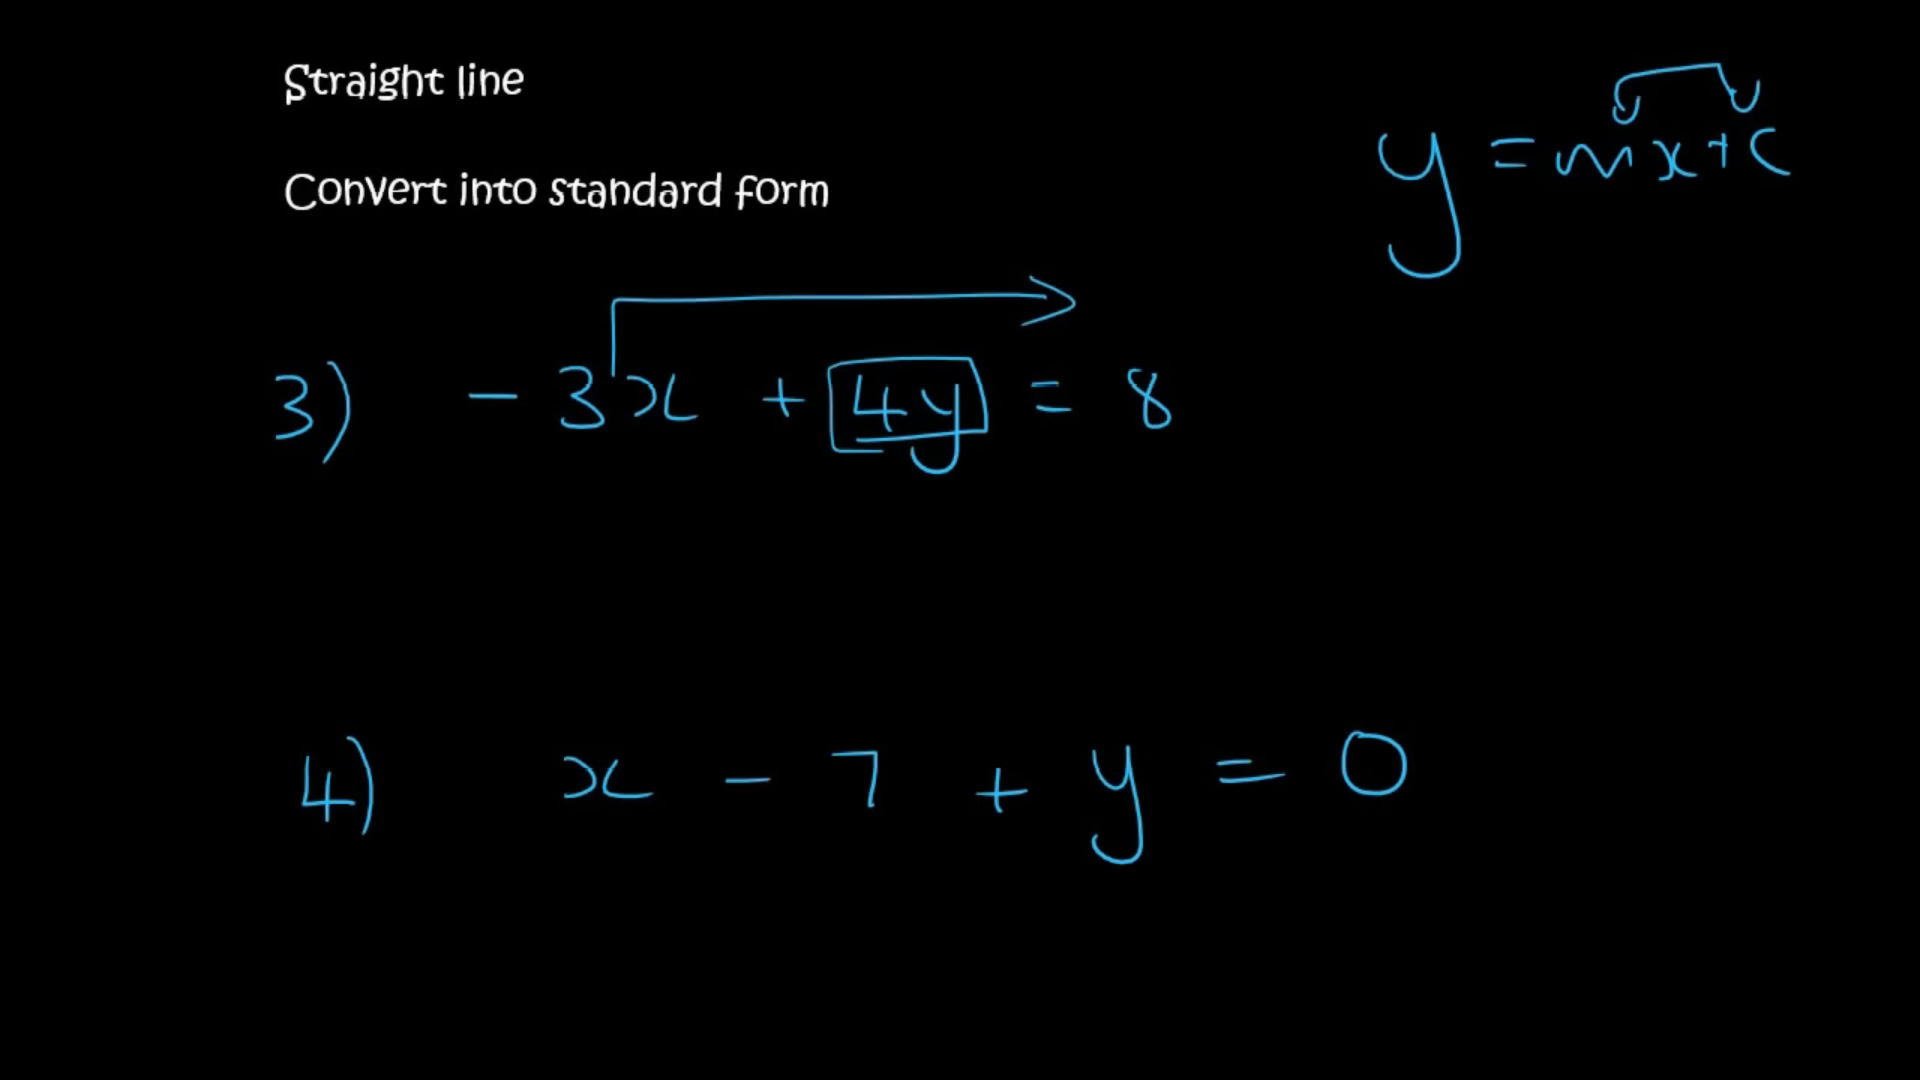 Straight line
y = mx + c
Convert into standard form
3) - 3x + 4y = 8
4) x - 7 + y = 0